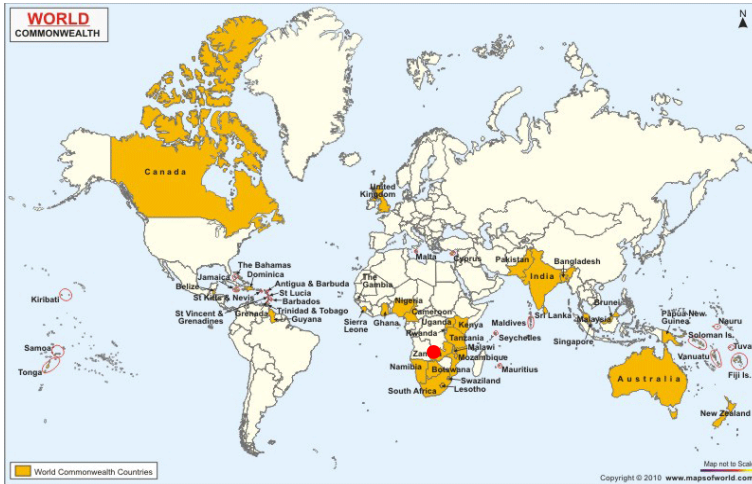 WORLD
COMMONWEALTH
N
Canada
United
Kingdom
Malta
Cyprus
Pakistan
Bangladesh
India
The Bahamas
Jamaica
Dominica
Belize
Antigua & Barbuda
St Kitts & Nevis
St Lucia
Barbados
Trinidad & Tobago
St Vincent &
Grenadines
Grenada
Guyana
Kiribati
Samoa
Tonga
The
Gambia
Sierra
Leone
Ghana
Nigeria
Cameroon
Uganda
Kenya
Rwanda
Tanzania
Malawi
Zam
Mozambique
Namibia
Botswana
Swaziland
South Africa
Lesotho
Maldives
Sri Lanka
Seychelles
Mauritius
Brunei
Malaysia
Singapore
Papua New
Guinea
Nauru
Soloman Is.
Tuva
Vanuatu
Fiji Is.
Australia
New Zealand
World Commonwealth Countries
Map not to Scale
Copyright © 2010 www.mapsofworld.com